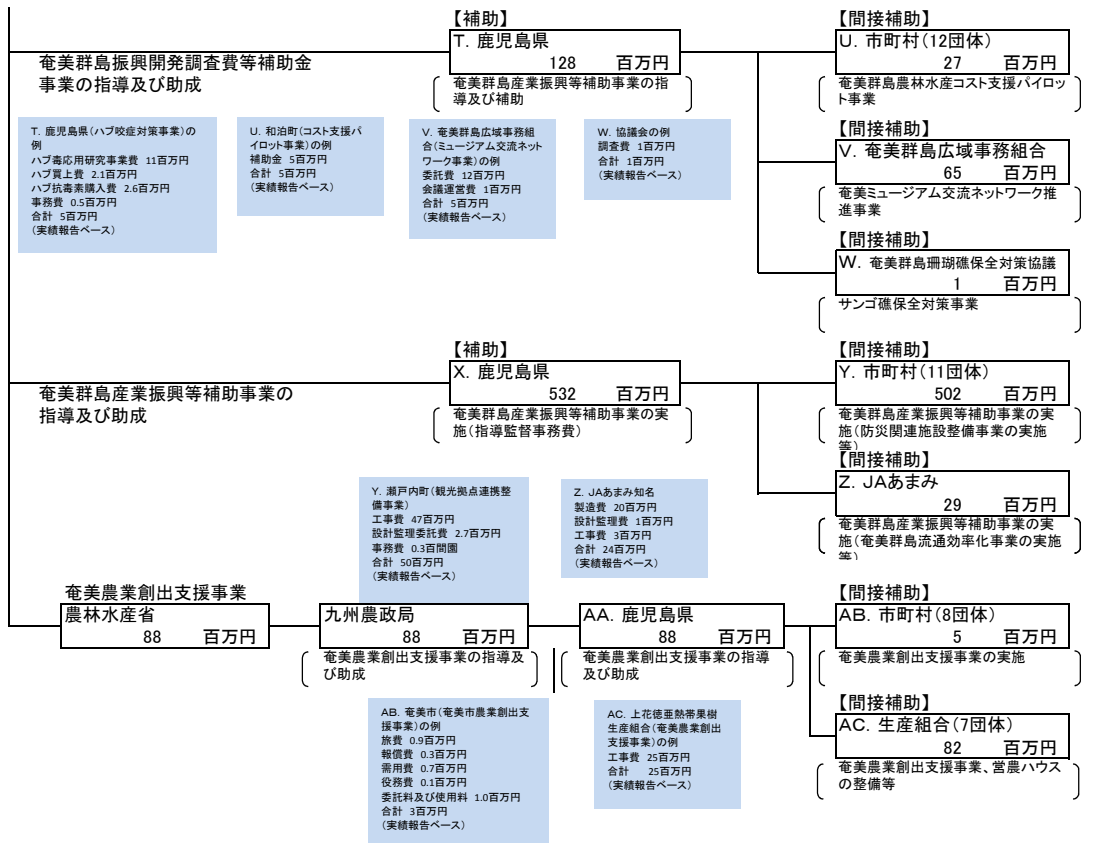 【補助】
T. 鹿児島県
128 百万円
奄美群島産業振興等補助事業の指
導及び補助
奄美群島振興開発調査費等補助金
事業の指導及び助成
【間接補助】
U. 市町村(12団体)
27 百万円
奄美群島農林水産コスト支援パイロッ
ト事業
【間接補助】
V. 奄美群島広域事務組合
65 百万円
奄美ミュージアム交流ネットワーク推
進事業
【間接補助】
W. 奄美群島珊瑚礁保全対策協議
1 百万円
サンゴ礁保全対策事業
T. 鹿児島県(ハブ咬症対策事業)の
例
ハブ毒応用研究事業費 11百万円
ハブ買上費 2.1百万円
ハブ抗毒素購入費 2.6百万円
事務費 0.5百万円
合計 5百万円
(実績報告ベース)
U. 和泊町(コスト支援パ
イロット事業)の例
補助金 5百万円
合計 5百万円
(実績報告ベース)
V. 奄美群島広域事務組
合(ミュージアム交流ネット
ワーク事業)の例
委託費 12百万円
会議運営費 1百万円
合計 5百万円
(実績報告ベース)
W. 協議会の例
調査費 1百万円
合計 1百万円
(実績報告ベース)
【補助】
X. 鹿児島県
532 百万円
奄美群島産業振興等補助事業の実
施(指導監督事務費)
奄美群島産業振興等補助事業の
指導及び助成
【間接補助】
Y. 市町村(11団体)
502 百万円
奄美群島産業振興等補助事業の実
施(防災関連施設整備事業の実施
等)
【間接補助】
Z. JAあまみ
29 百万円
奄美群島産業振興等補助事業の実
施(奄美群島流通効率化事業の実施
等)
Y. 瀬戸内町(観光拠点連携整
備事業)
工事費 47百万円
設計監理委託費 2.7百万円
事務費 0.3百間園
合計 50百万円
(実績報告ベース)
Z. JAあまみ知名
製造費 20百万円
設計監理費 1百万円
工事費 3百万円
合計 24百万円
(実績報告ベース)
奄美農業創出支援事業
農林水産省
88 百万円
九州農政局
88 百万円
奄美農業創出支援事業の指導及
び助成
AA. 鹿児島県
88 百万円
奄美農業創出支援事業の指導
及び助成
【間接補助】
AB. 市町村(8団体)
5 百万円
奄美農業創出支援事業の実施
【間接補助】
AC. 生産組合(7団体)
82 百万円
奄美農業創出支援事業、営農ハウス
の整備等
AB. 奄美市(奄美市農業創出支
援事業)の例
旅費 0.9百万円
報償費 0.3百万円
需用費 0.7百万円
役務費 0.1百万円
委託料及び使用料 1.0百万円
合計 3百万円
(実績報告ベース)
AC. 上花徳亜熱帯果樹
生産組合(奄美農業創出
支援事業)の例
工事費 25百万円
合計 25百万円
(実績報告ベース)